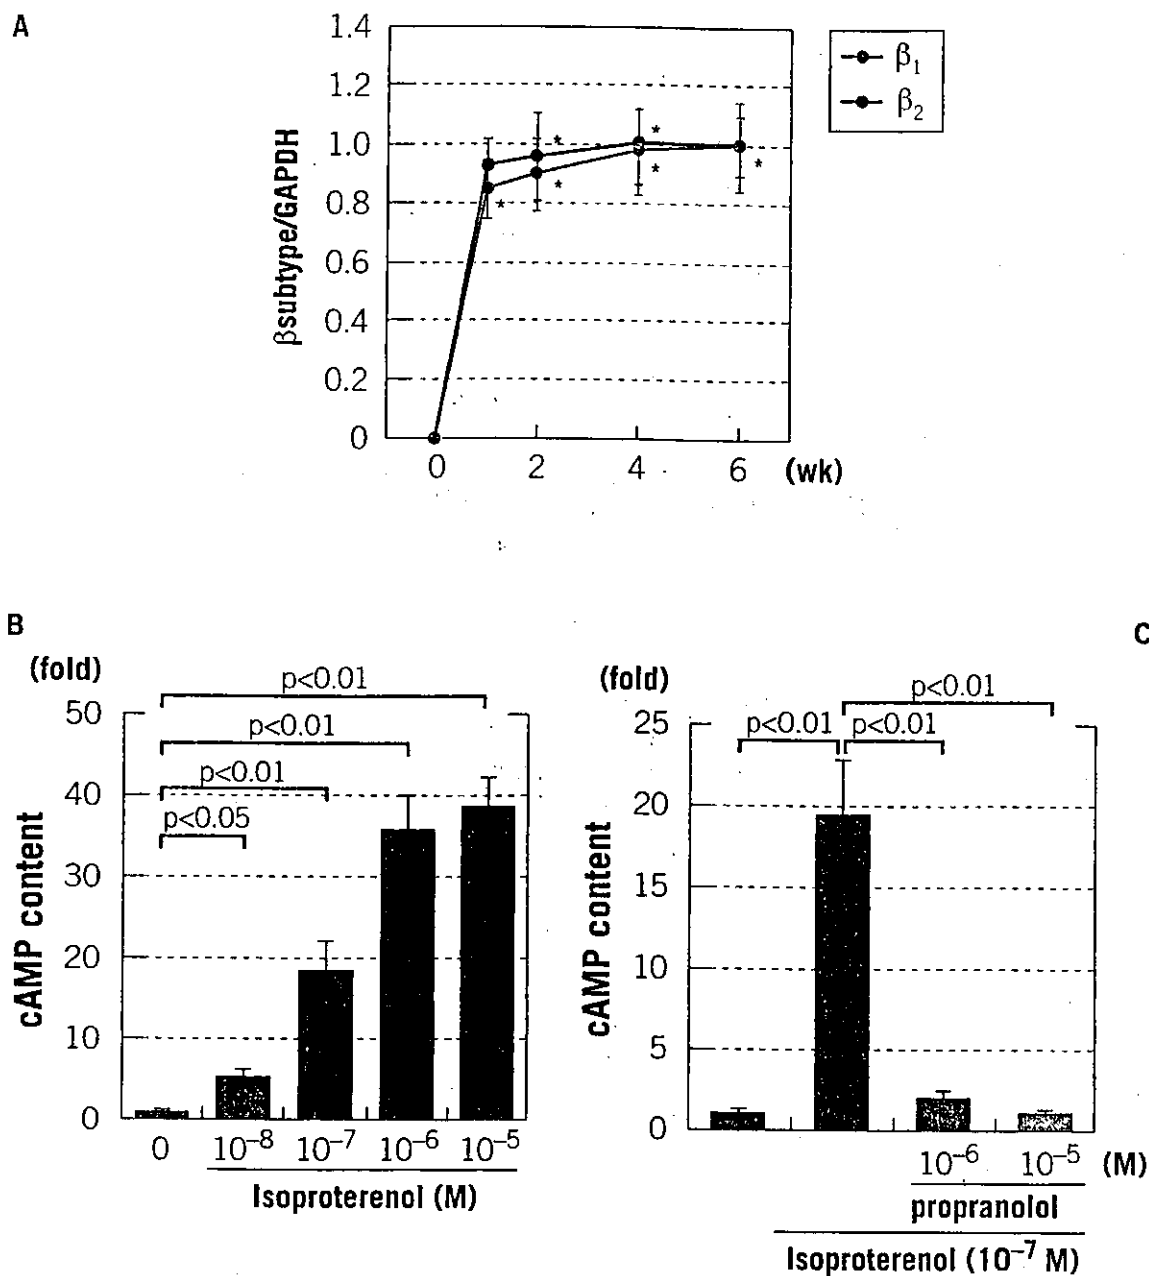 A
1.4
1.2
1.0
0.8
0.6
0.4
0.2
0
βsubtype/GAPDH
0 2 4 6 (wk)
β₁
β₂
* * *
* * * *
B
(fold)
p<0.01
p<0.01
p<0.01
p<0.05
50
40
30
20
10
0
cAMP content
0 10⁻⁸ 10⁻⁷ 10⁻⁶ 10⁻⁵
Isoproterenol (M)
C
(fold)
p<0.01
p<0.01 p<0.01
25
20
15
10
5
0
cAMP content
10⁻⁶ 10⁻⁵ (M)
propranolol
Isoproterenol (10⁻⁷ M)